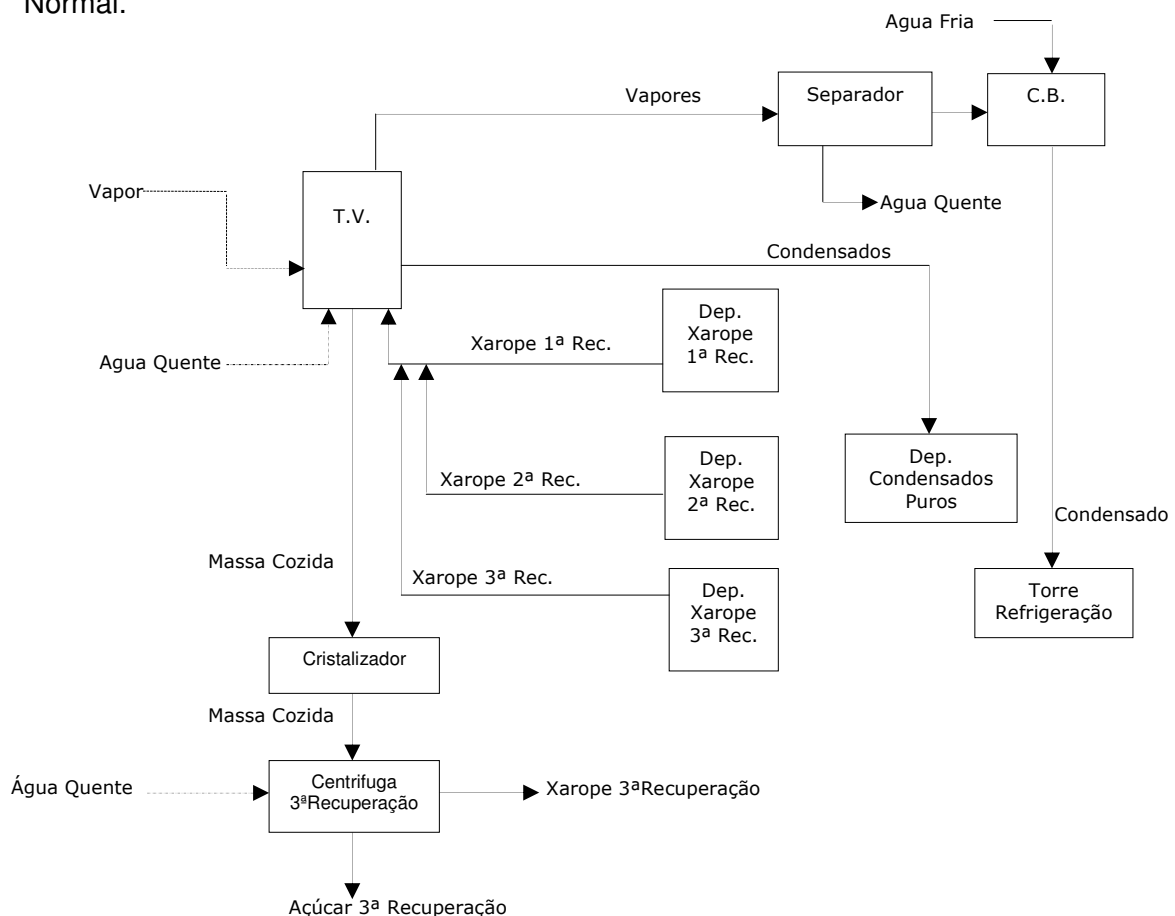 Normal.
Agua Fria
Vapores
Separador
C.B.
Vapor
T.V.
Agua Quente
Condensados
Dep.
Xarope
1ª Rec.
Xarope 1ª Rec.
Agua Quente
Dep.
Xarope
2ª Rec.
Xarope 2ª Rec.
Dep.
Condensados
Puros
Condensado
Massa Cozida
Xarope 3ª Rec.
Dep.
Xarope
3ª Rec.
Torre
Refrigeração
Cristalizador
Massa Cozida
Água Quente
Centrifuga
3ªRecuperação
Xarope 3ªRecuperação
Açúcar 3ª Recuperação